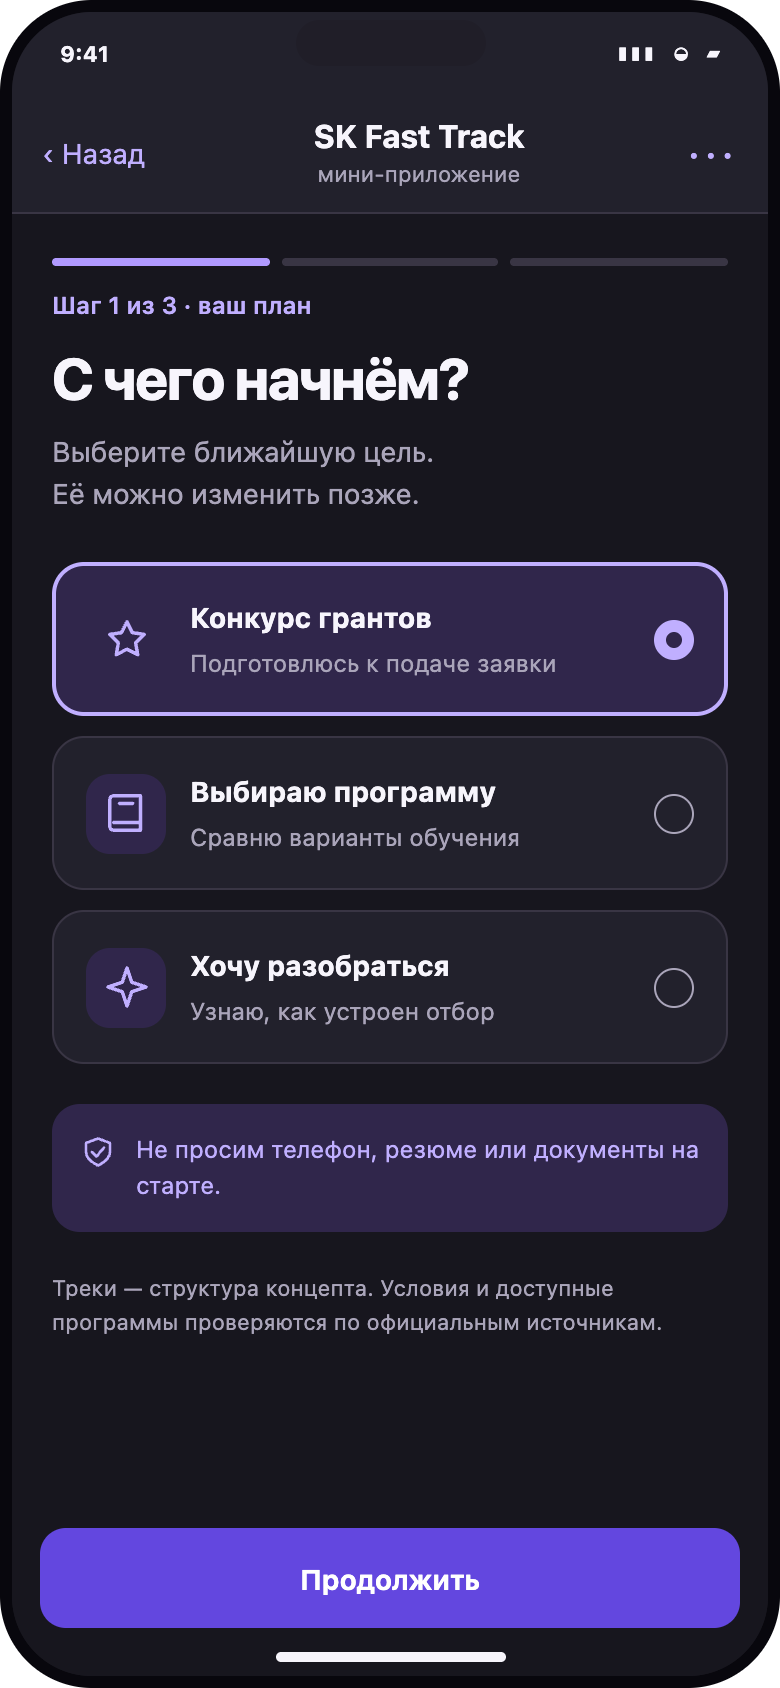 9:41
‹ Назад
SK Fast Track
мини-приложение
Шаг 1 из 3 · ваш план
С чего начнём?
Выберите ближайшую цель.
Её можно изменить позже.
Конкурс грантов
Подготовлюсь к подаче заявки
Выбираю программу
Сравню варианты обучения
Хочу разобраться
Узнаю, как устроен отбор
Не просим телефон, резюме или документы на
старте.
Треки — структура концепта. Условия и доступные
программы проверяются по официальным источникам.
Продолжить